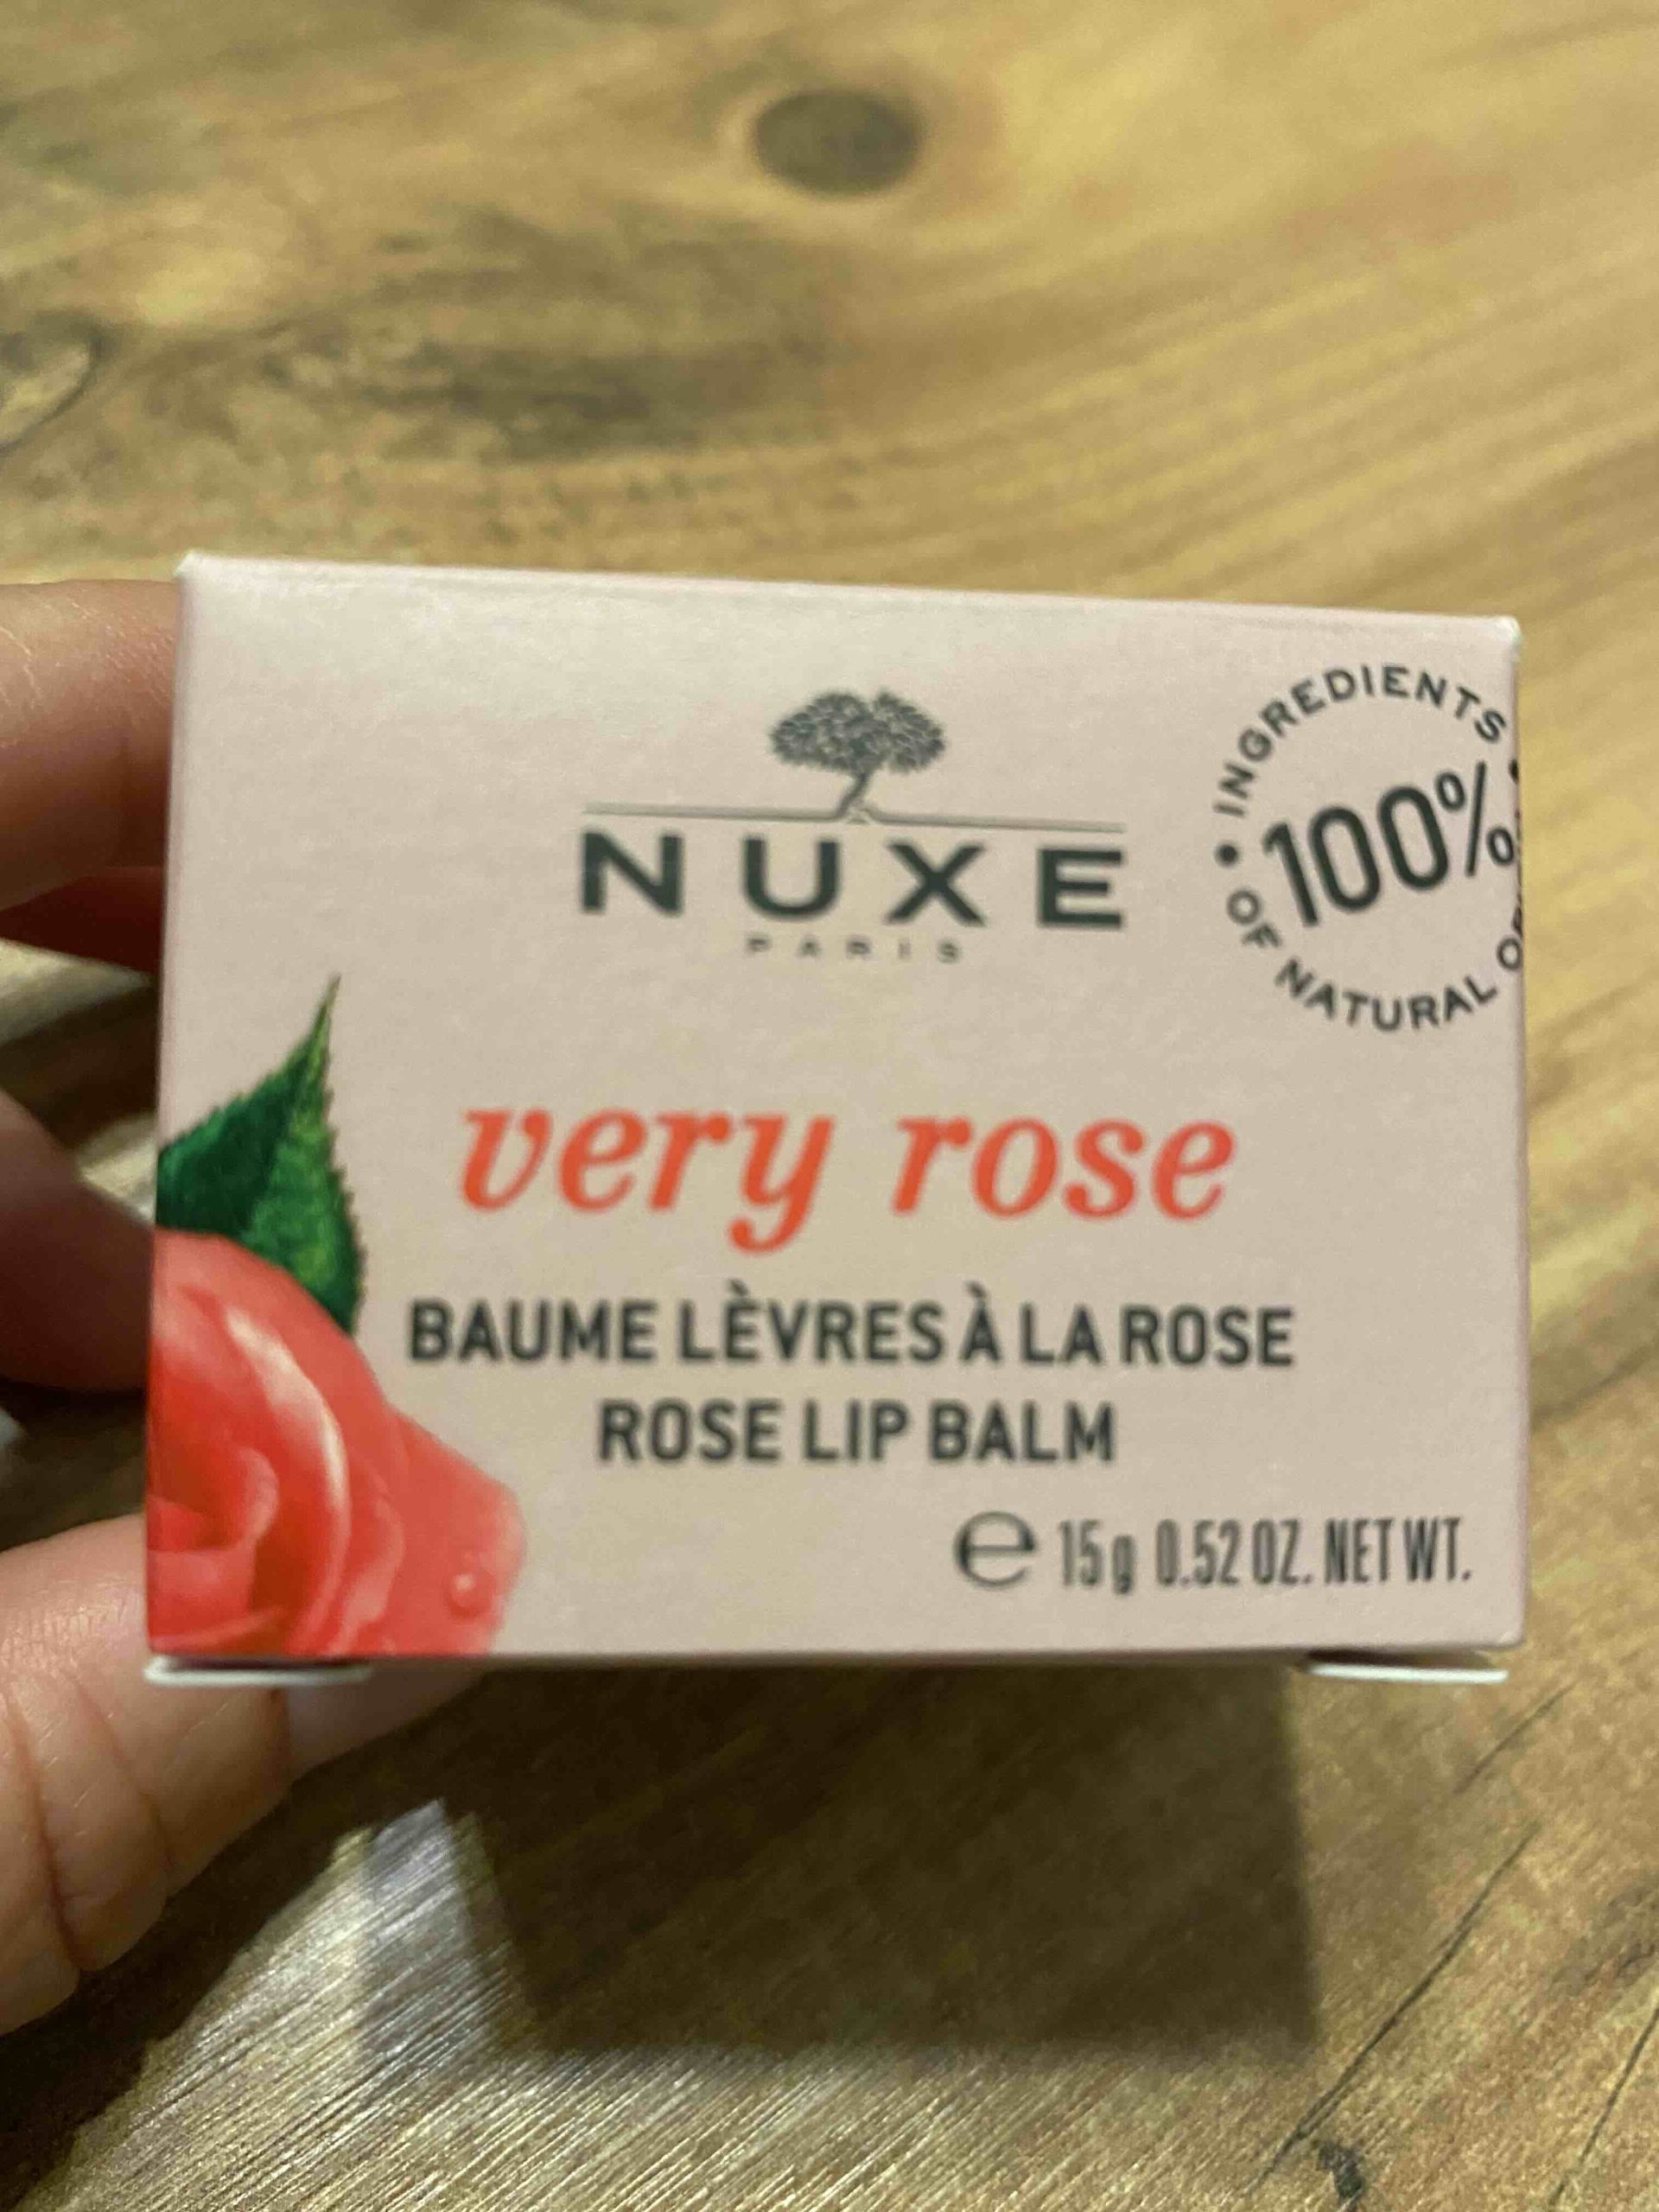 NUXE
PARIS
• INGREDIENTS •
100%
OF NATURAL
very rose
BAUME LÈVRES À LA ROSE
ROSE LIP BALM
e 15g 0.52 OZ. NET WT.